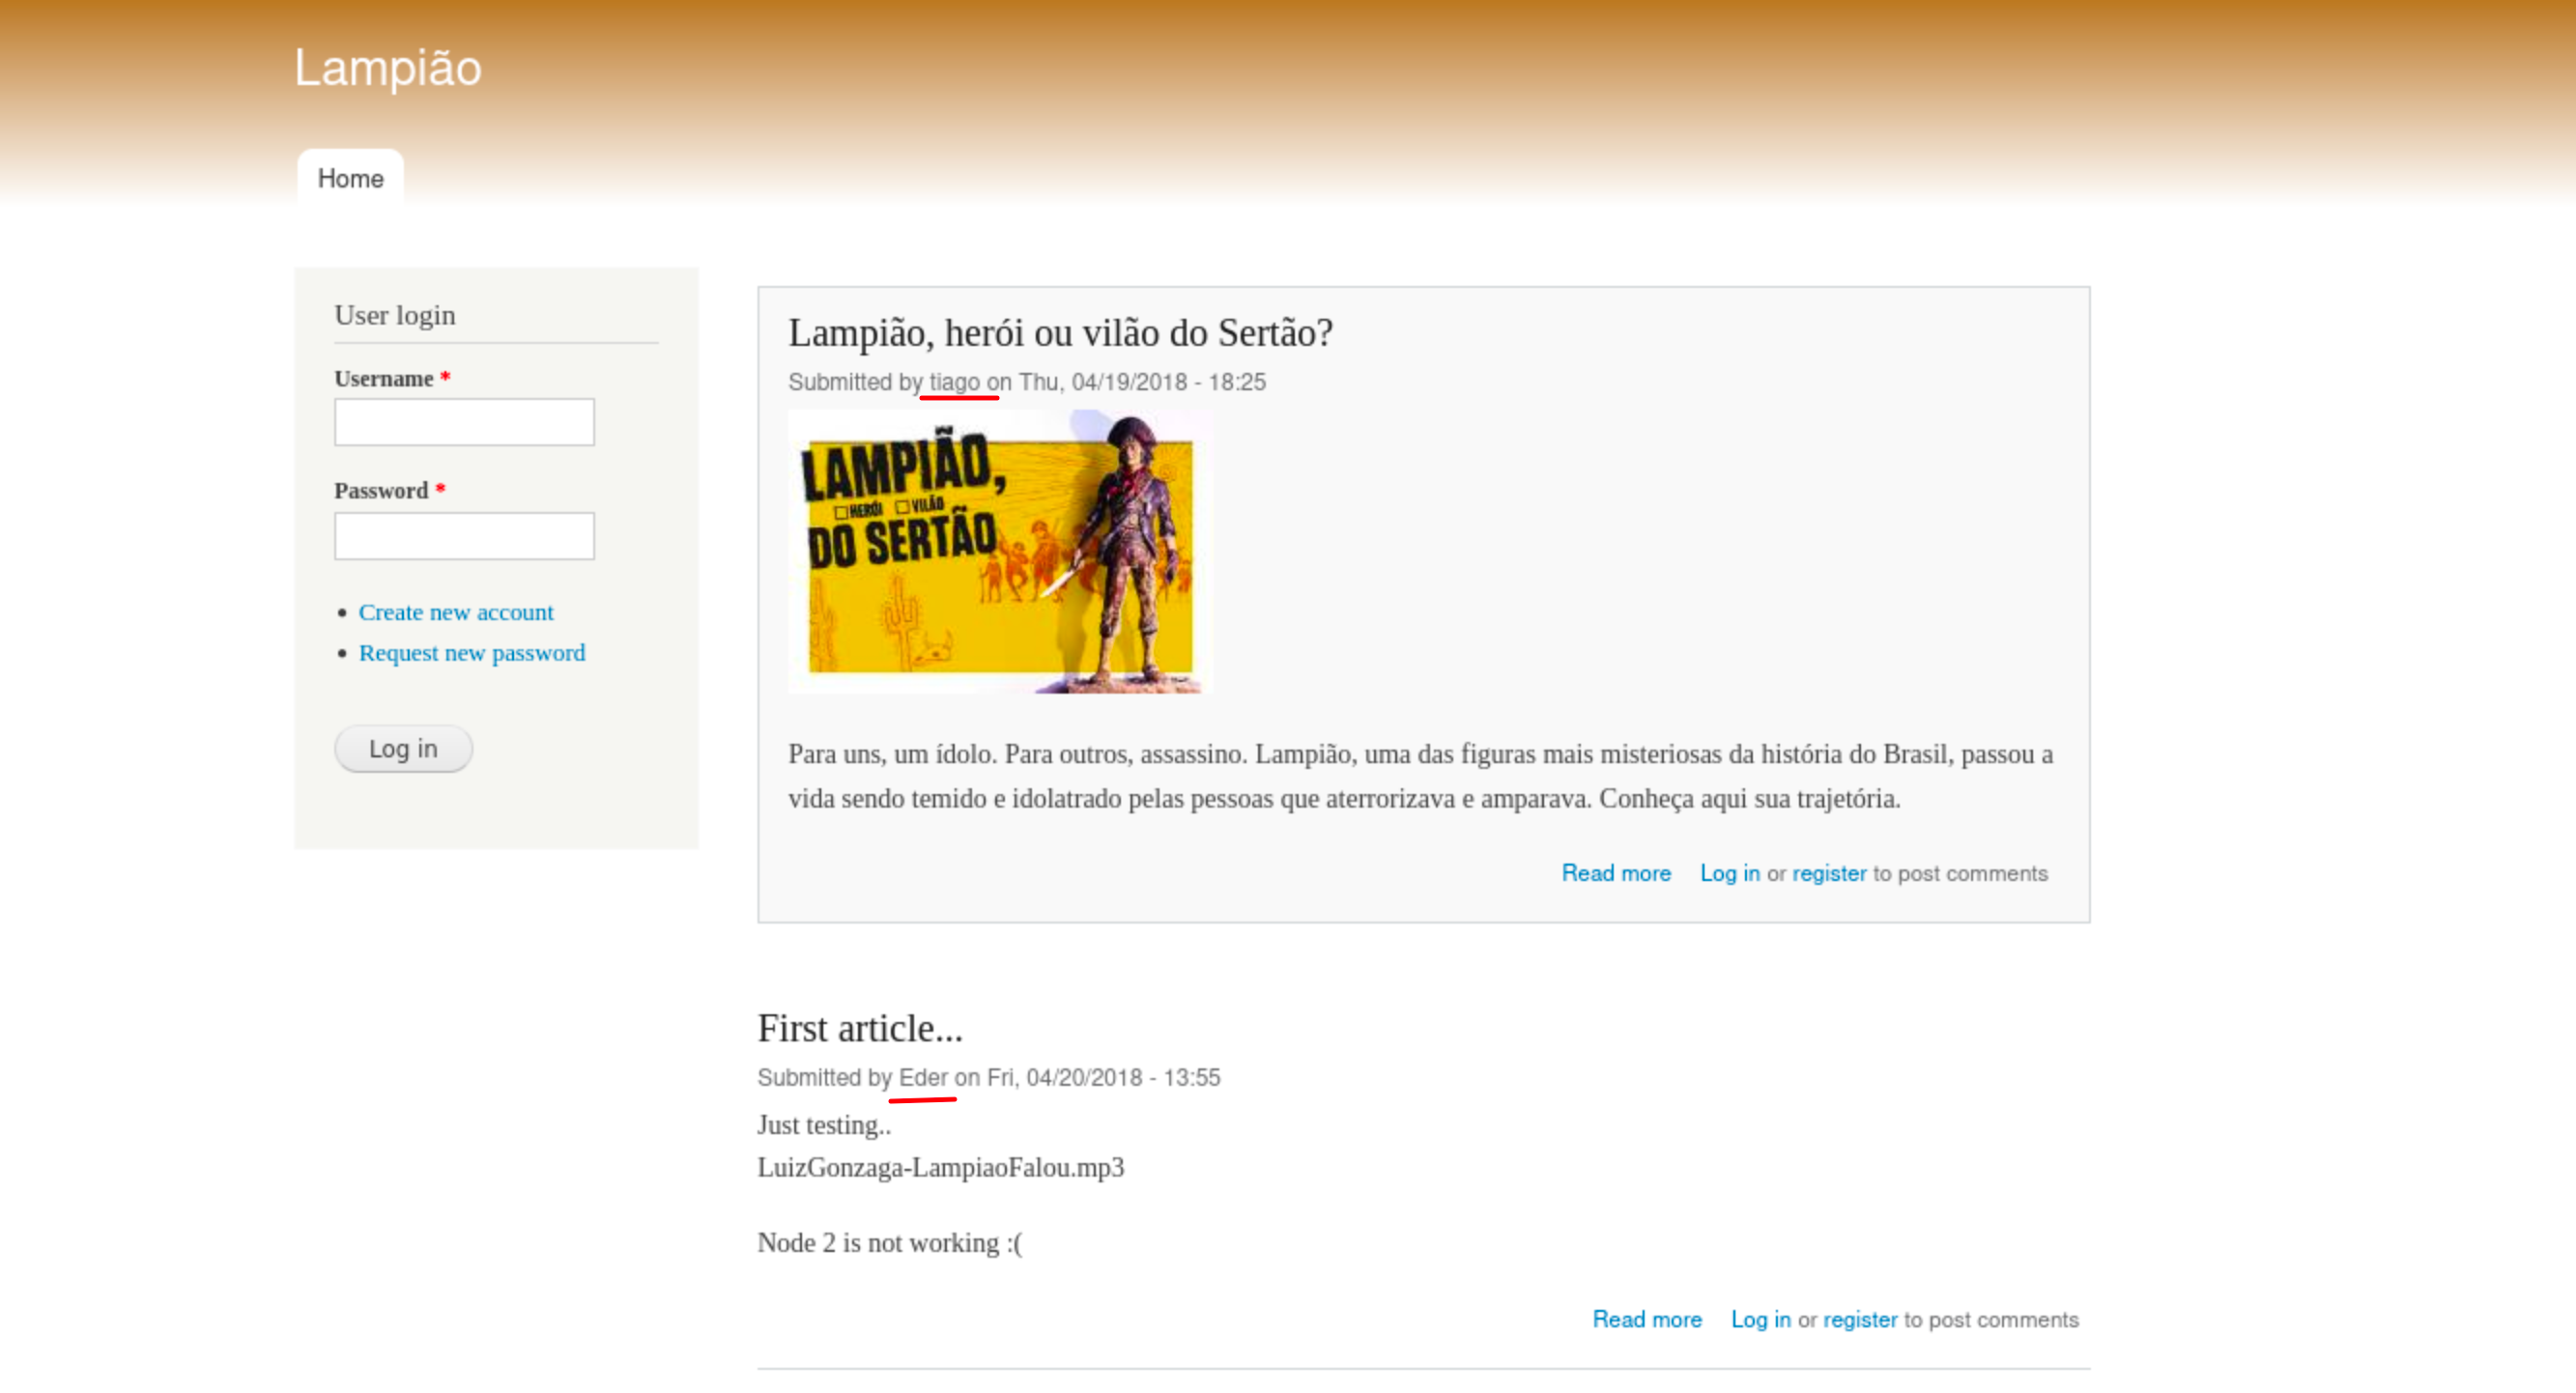 Lampião
Home
User login
Username *
Password *
Create new account
Request new password
Log in
Lampião, herói ou vilão do Sertão?
Submitted by tiago on Thu, 04/19/2018 - 18:25
LAMPIÃO,
HERÓI VILÃO
DO SERTÃO
Para uns, um ídolo. Para outros, assassino. Lampião, uma das figuras mais misteriosas da história do Brasil, passou a
vida sendo temido e idolatrado pelas pessoas que aterrorizava e amparava. Conheça aqui sua trajetória.
Read more Log in or register to post comments
First article...
Submitted by Eder on Fri, 04/20/2018 - 13:55
Just testing..
LuizGonzaga-LampiaoFalou.mp3
Node 2 is not working :(
Read more Log in or register to post comments